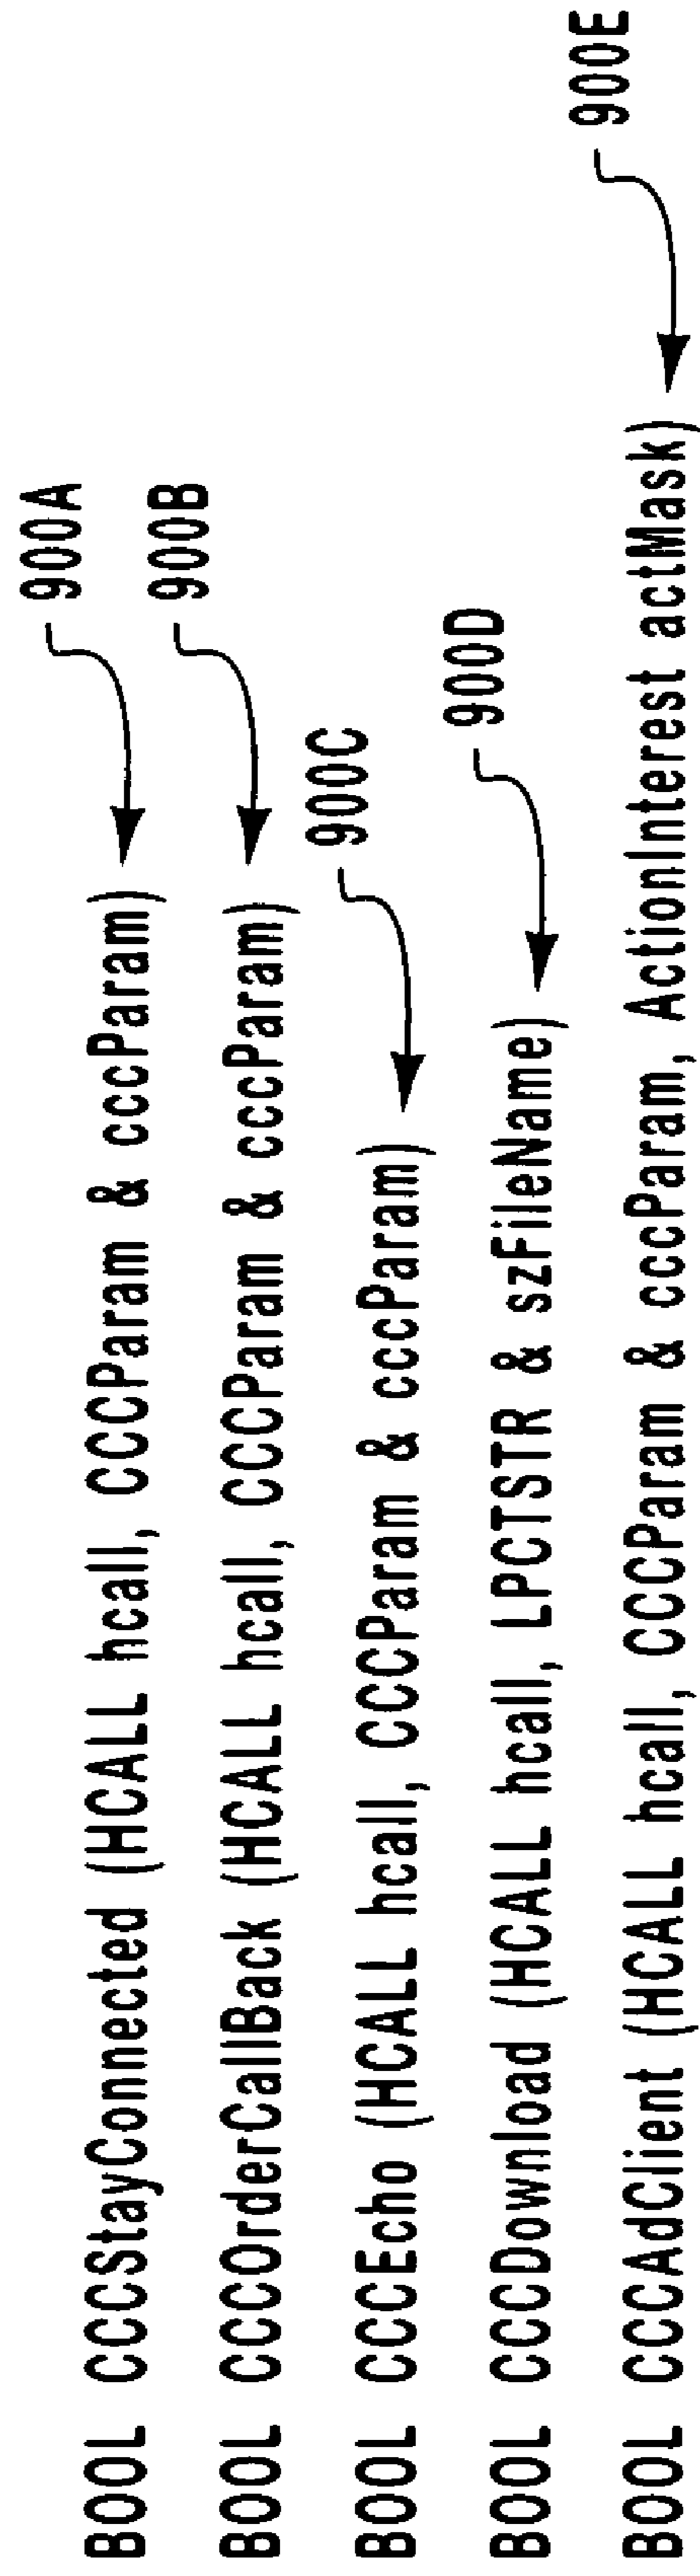 BOOL CCCStayConnected (HCALL hcall, CCCParam & cccParam) 900A
BOOL CCCOrderCallBack (HCALL hcall, CCCParam & cccParam) 900B
BOOL CCCEcho (HCALL hcall, CCCParam & cccParam) 900C
BOOL CCCDownload (HCALL hcall, LPCTSTR & szFileName) 900D
BOOL CCCAdClient (HCALL hcall, CCCParam & cccParam, ActionInterest actMask) 900E